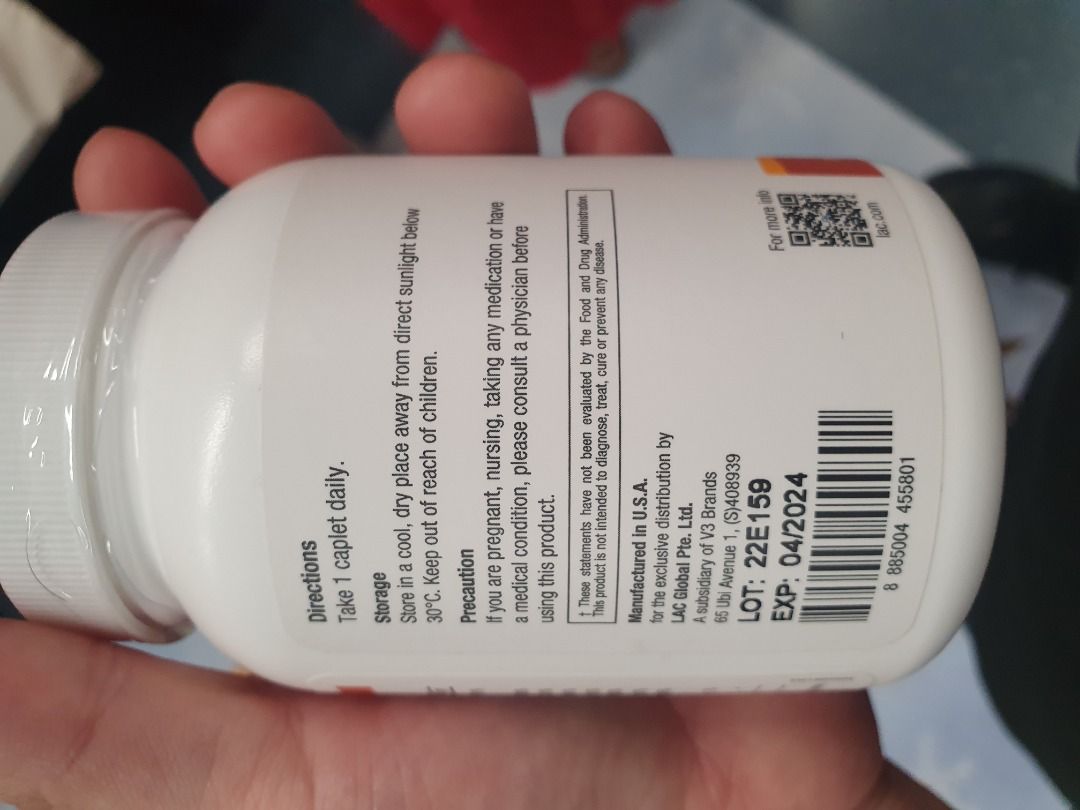 Directions
Take 1 caplet daily.
Storage
Store in a cool, dry place away from direct sunlight below
30°C. Keep out of reach of children.
Precaution
If you are pregnant, nursing, taking any medication or have
a medical condition, please consult a physician before
using this product.
† These statements have not been evaluated by the Food and Drug Administration.
This product is not intended to diagnose, treat, cure or prevent any disease.
Manufactured in U.S.A.
for the exclusive distribution by
LAC Global Pte. Ltd.
A subsidiary of V3 Brands
65 Ubi Avenue 1, (S)408939
LOT: 22E159
EXP: 04/2024
8 885004 455801
For more info
lac.com